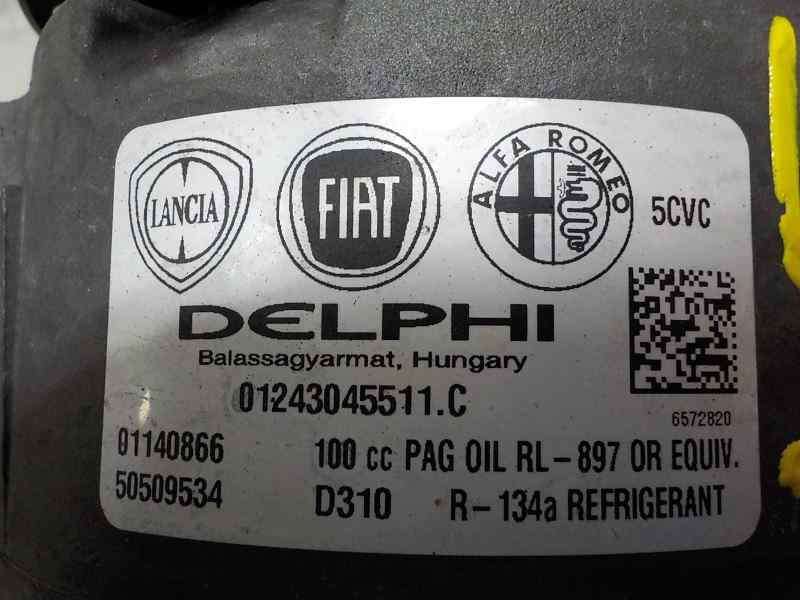 LANCIA
FIAT
ALFA ROMEO
5CVC
DELPHI
Balassagyarmat, Hungary
01243045511.C
6572820
01140866 100 cc PAG OIL RL-897 OR EQUIV.
50509534 D310 R-134a REFRIGERANT